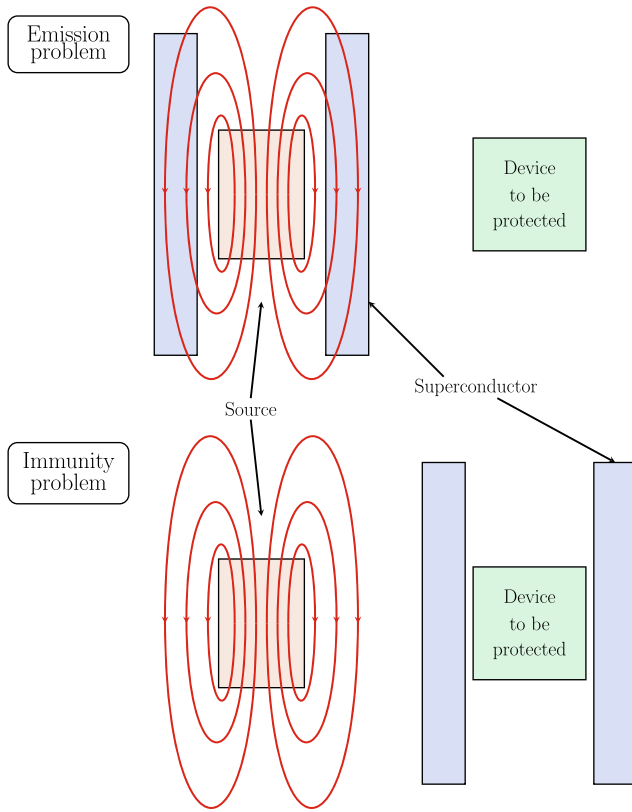 Emission
problem
Device
to be
protected
Superconductor
Source
Immunity
problem
Device
to be
protected